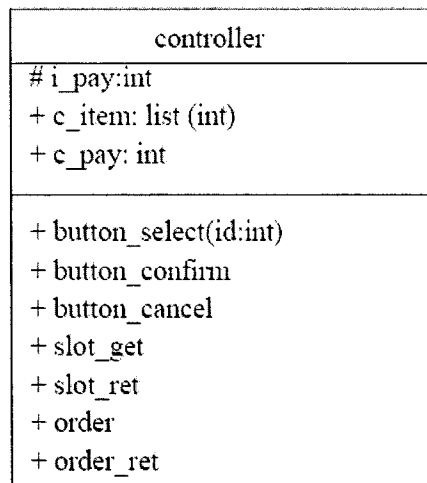 controller
# i_pay:int
+ c_item: list (int)
+ c_pay: int
+ button_select(id:int)
+ button_confirm
+ button_cancel
+ slot_get
+ slot_ret
+ order
+ order_ret